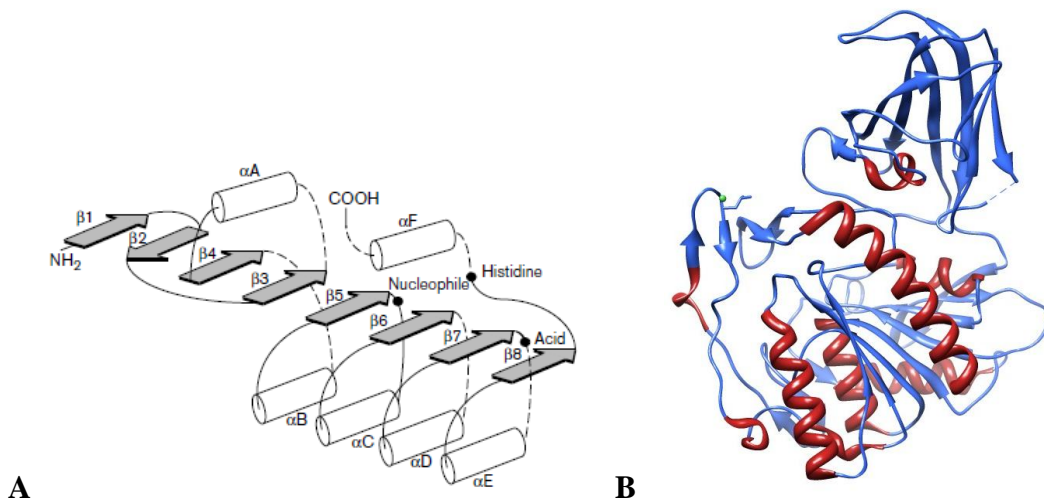 αA
COOH
αF
β1
β2
NH2
β4
β3
Histidine
Nucleophile
β5
β6
β7
Acid
β8
αB
αC
αD
αE
A
B